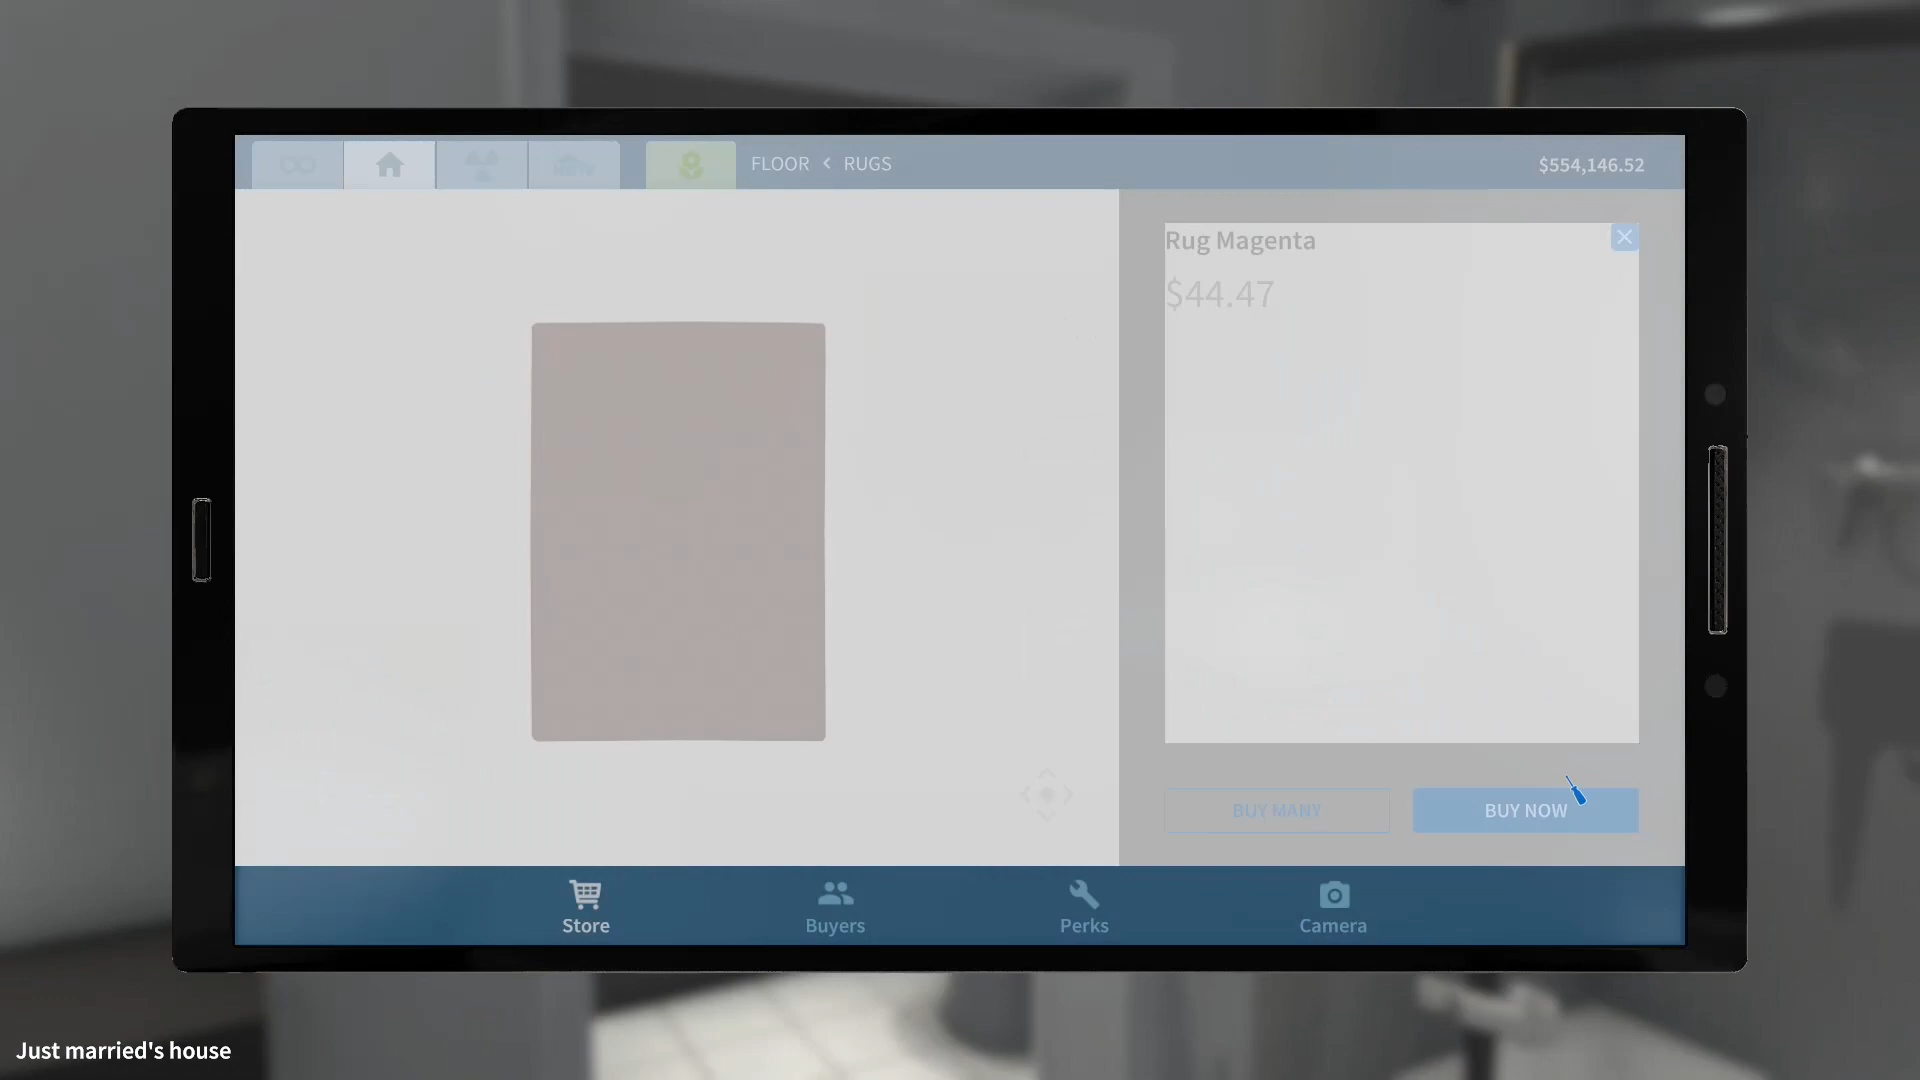 FLOOR < RUGS
$554,146.52
Rug Magenta
$44.47
BUY MANY
BUY NOW
Store
Buyers
Perks
Camera
Just married's house